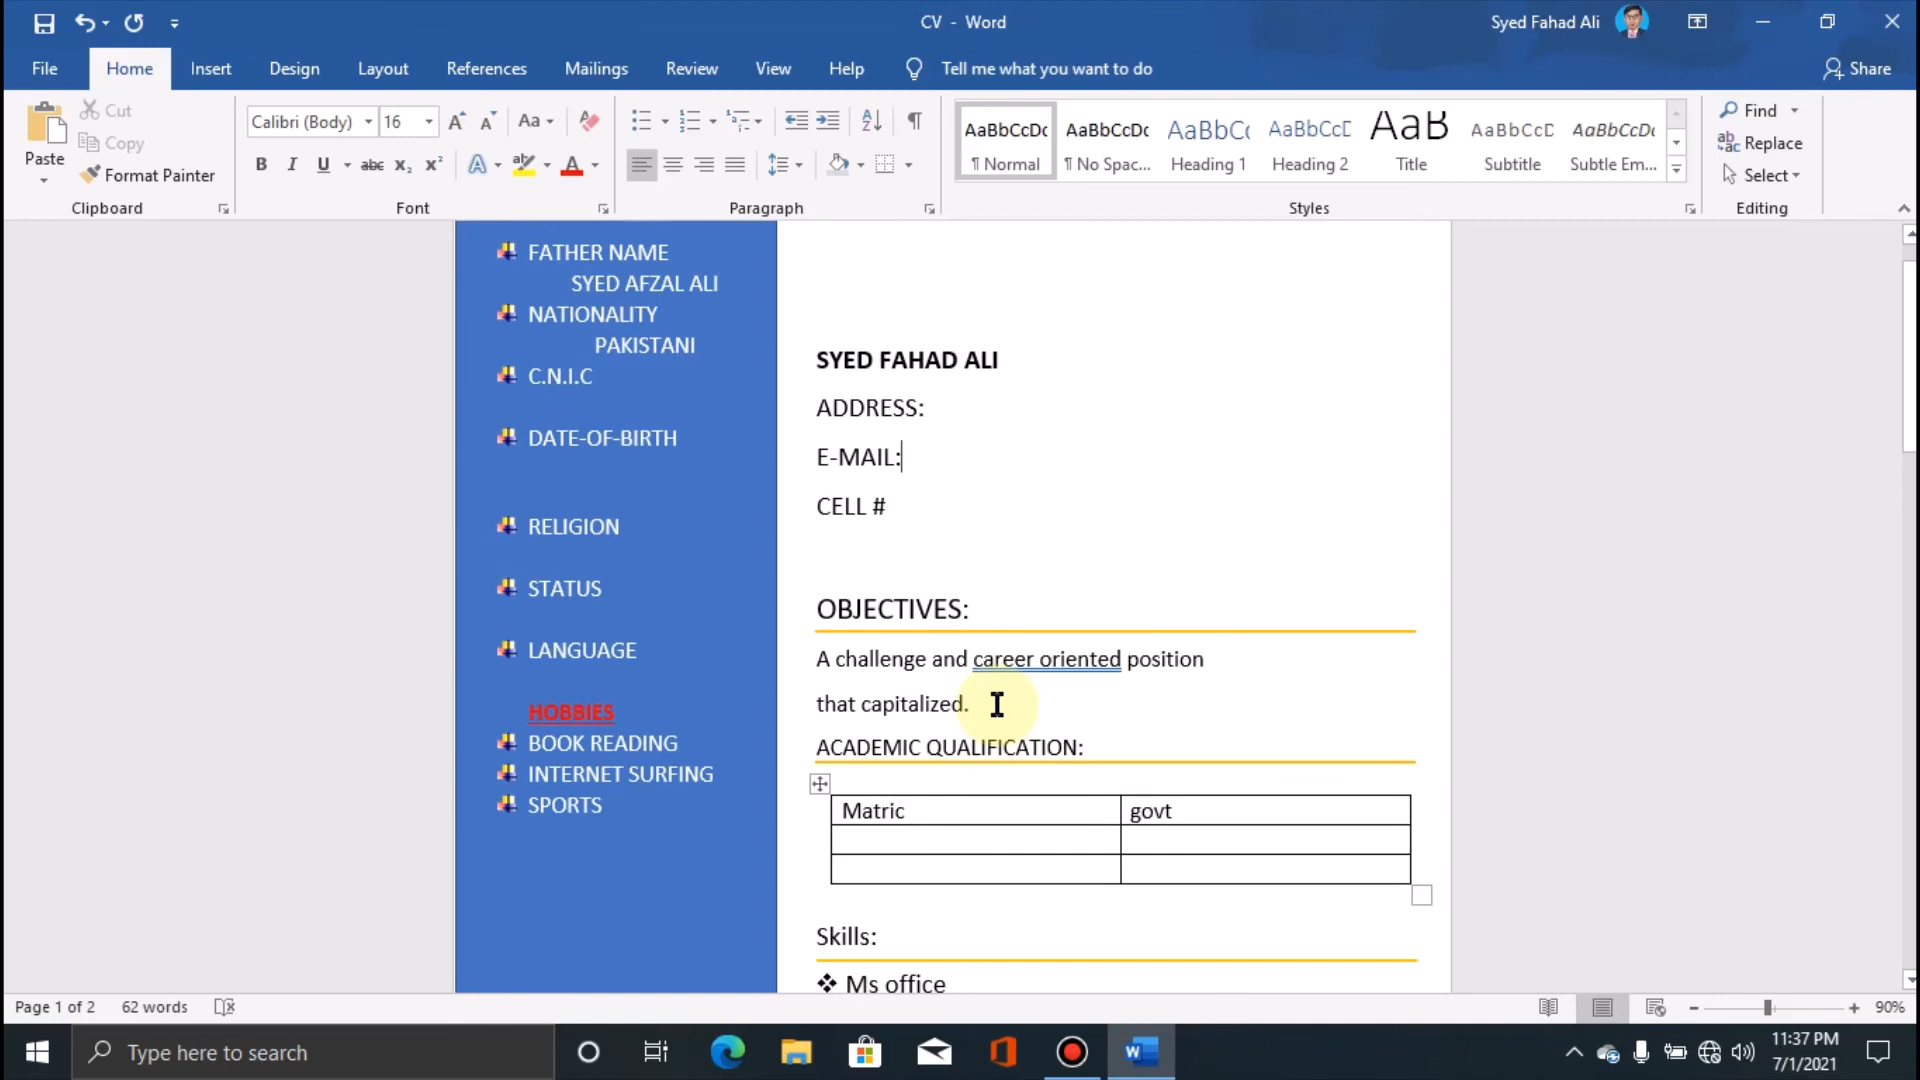 CV - Word
Syed Fahad Ali
File Home Insert Design Layout References Mailings Review View Help Tell me what you want to do Share
Paste
Cut
Copy
Format Painter
Clipboard
Calibri (Body) 16
Aa
B I U abc x₂ x² A A
Font
Paragraph
AaBbCcDc AaBbCcDc AaBbCc AaBbCcD AaB AaBbCcD AaBbCcDc
¶ Normal ¶ No Spac... Heading 1 Heading 2 Title Subtitle Subtle Em...
Styles
Find
Replace
Select
Editing
FATHER NAME
SYED AFZAL ALI
NATIONALITY
PAKISTANI
C.N.I.C
DATE-OF-BIRTH
RELIGION
STATUS
LANGUAGE
HOBBIES
BOOK READING
INTERNET SURFING
SPORTS
SYED FAHAD ALI
ADDRESS:
E-MAIL:
CELL #
OBJECTIVES:
A challenge and career oriented position
that capitalized.
ACADEMIC QUALIFICATION:
Matric govt
Skills:
Ms office
Page 1 of 2 62 words 90%
Type here to search
11:37 PM
7/1/2021